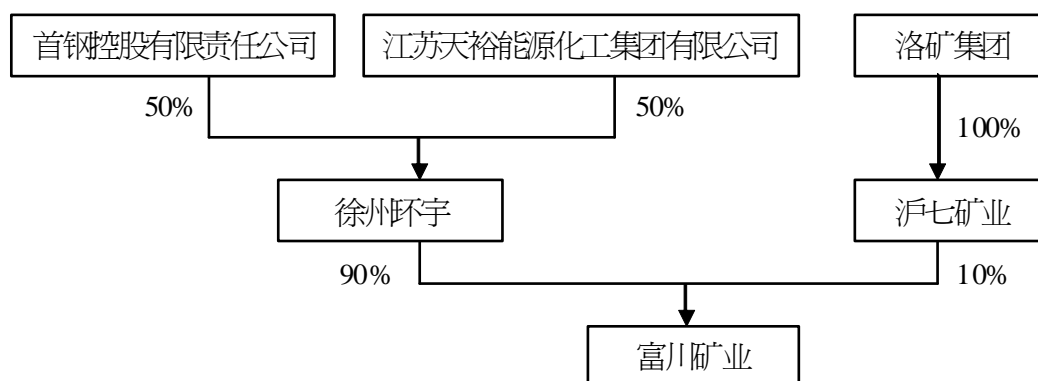 首钢控股有限责任公司
江苏天裕能源化工集团有限公司
洛矿集团
50%
50%
100%
徐州环宇
沪七矿业
90%
10%
富川矿业